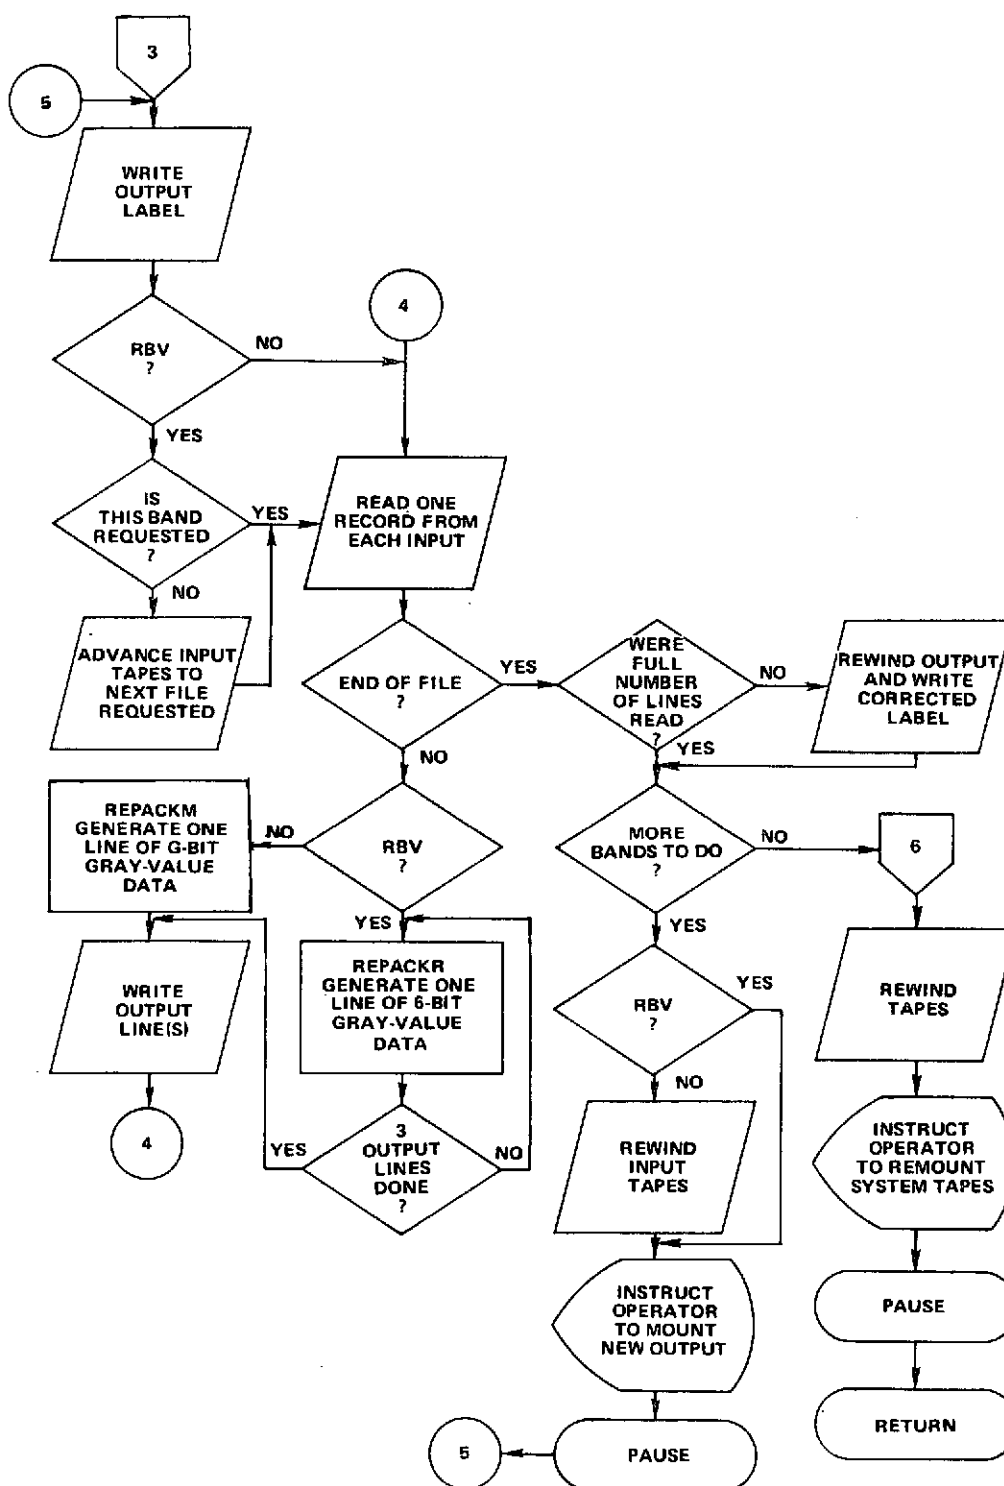 3
5
WRITE
OUTPUT
LABEL
4
RBV
?
NO
YES
IS
THIS BAND
REQUESTED
?
YES
READ ONE
RECORD FROM
EACH INPUT
NO
ADVANCE INPUT
TAPES TO
NEXT FILE
REQUESTED
END OF FILE
?
YES
WERE
FULL
NUMBER
OF LINES
READ
?
NO
REWIND OUTPUT
AND WRITE
CORRECTED
LABEL
YES
NO
REPACKM
GENERATE ONE
LINE OF G-BIT
GRAY-VALUE
DATA
NO
RBV
?
MORE
BANDS TO DO
?
NO
6
YES
YES
WRITE
OUTPUT
LINE(S)
REPACKR
GENERATE ONE
LINE OF 6-BIT
GRAY-VALUE
DATA
RBV
?
YES
REWIND
TAPES
NO
4
YES
3
OUTPUT
LINES
DONE
?
NO
REWIND
INPUT
TAPES
INSTRUCT
OPERATOR
TO REMOUNT
SYSTEM TAPES
INSTRUCT
OPERATOR
TO MOUNT
NEW OUTPUT
PAUSE
RETURN
5
PAUSE